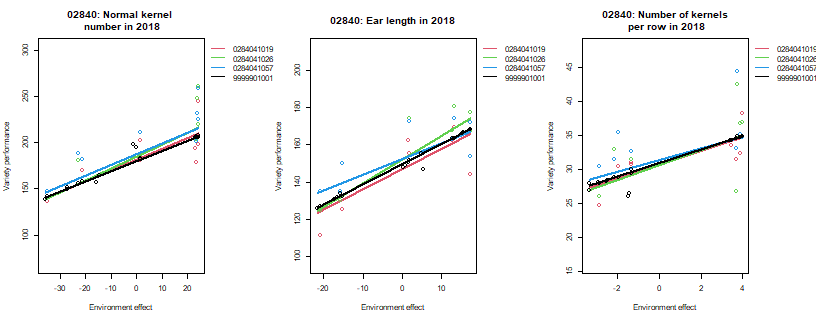 02840: Normal kernel
number in 2018
0284041019
0284041026
0284041057
9999901001
Variety performance
300
250
200
150
100
-30 -20 -10 0 10 20
Environment effect
02840: Ear length in 2018
0284041019
0284041026
0284041057
9999901001
Variety performance
200
180
160
140
120
100
-20 -10 0 10
Environment effect
02840: Number of kernels
per row in 2018
0284041019
0284041026
0284041057
9999901001
Variety performance
45
40
35
30
25
20
15
-2 0 2 4
Environment effect